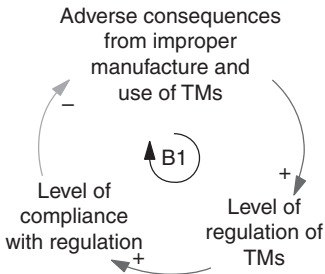 Adverse consequences
from improper
manufacture and
use of TMs
−
B1
+
Level of
compliance
with regulation
+
Level of
regulation of
TMs